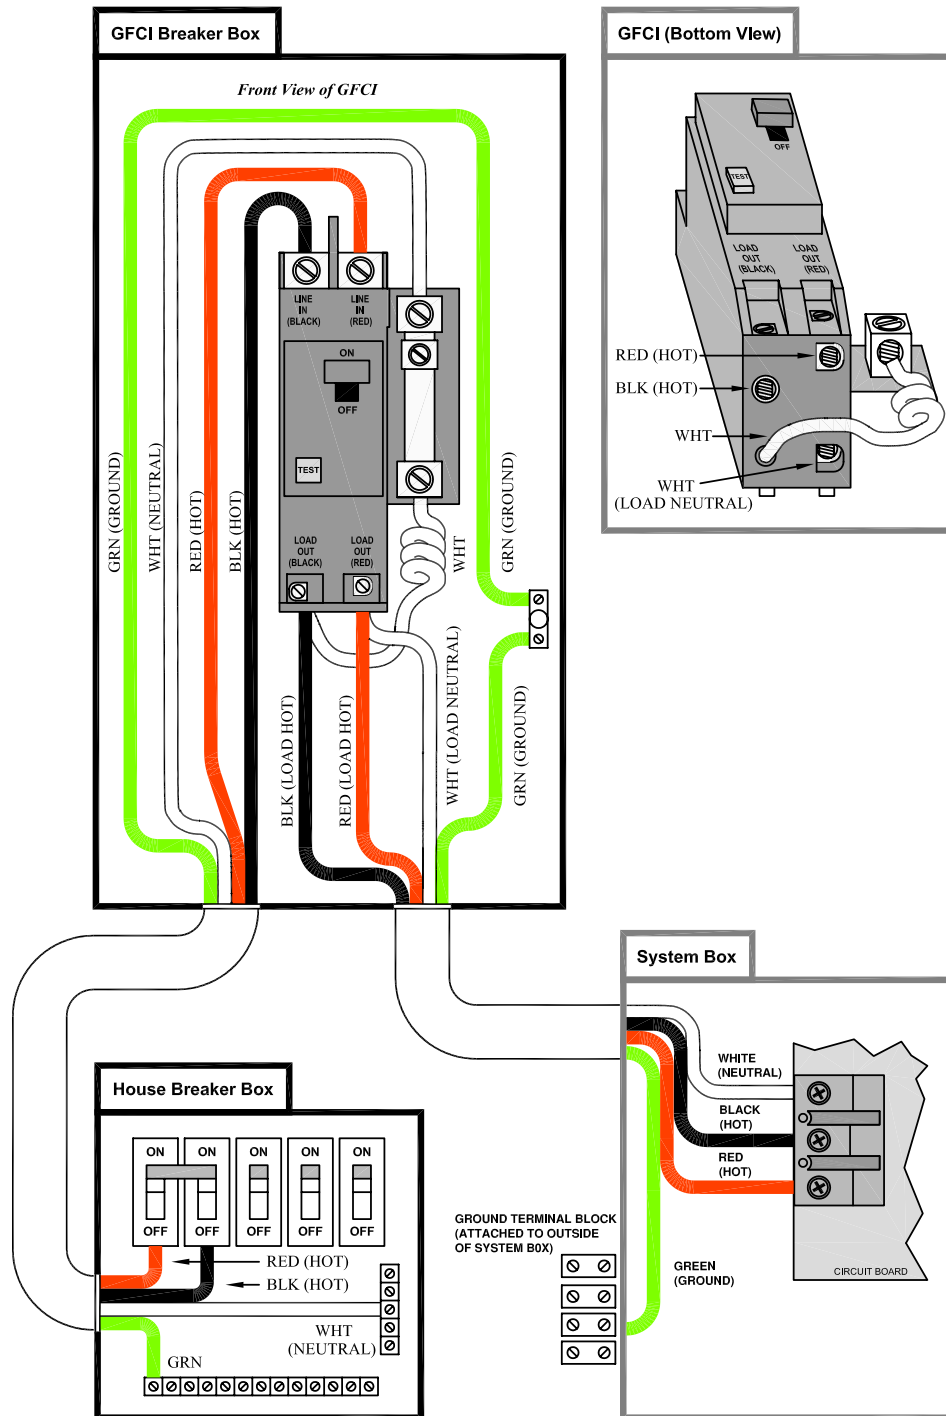 GFCI Breaker Box
Front View of GFCI
GRN (GROUND)
WHT (NEUTRAL)
RED (HOT)
BLK (HOT)
LINE
IN
(BLACK)
LINE
IN
(RED)
ON
OFF
TEST
LOAD
OUT
(BLACK)
LOAD
OUT
(RED)
WHT
GRN (GROUND)
BLK (LOAD HOT)
RED (LOAD HOT)
WHT (LOAD NEUTRAL)
GRN (GROUND)
GFCI (Bottom VIew)
OFF
TEST
LOAD
OUT
(BLACK)
LOAD
OUT
(RED)
RED (HOT)
BLK (HOT)
WHT
WHT
(LOAD NEUTRAL)
System Box
WHITE
(NEUTRAL)
BLACK
(HOT)
RED
(HOT)
GROUND TERMINAL BLOCK
(ATTACHED TO OUTSIDE
OF SYSTEM B0X)
GREEN
(GROUND)
CIRCUIT BOARD
House Breaker Box
ON ON ON ON ON
OFF OFF OFF OFF OFF
RED (HOT)
BLK (HOT)
WHT
(NEUTRAL)
GRN